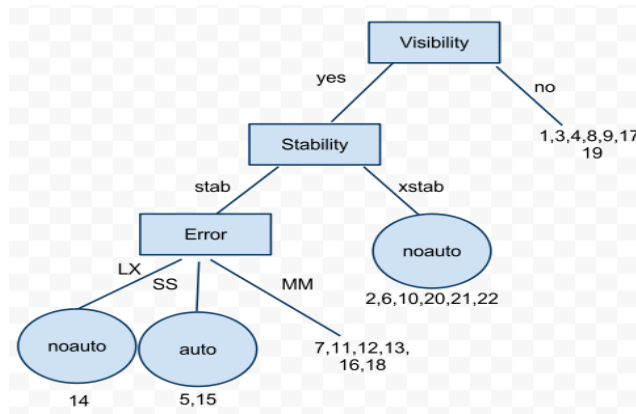 Visibility
yes
no
1,3,4,8,9,17
19
Stability
stab
xstab
Error
noauto
2,6,10,20,21,22
LX
SS
MM
noauto
auto
7,11,12,13,
16,18
14
5,15